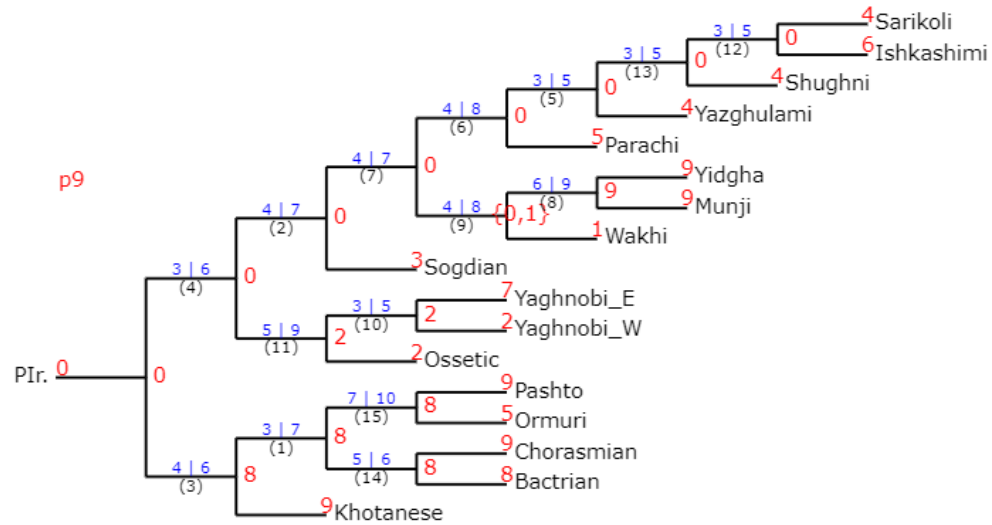 4 Sarikoli
3 | 5
(12)
0
6 Ishkashimi
3 | 5
(13)
0
4 Shughni
3 | 5
(5)
0
4 Yazghulami
4 | 8
(6)
0
5 Parachi
4 | 7
(7)
0
p9
9 Yidgha
6 | 9
(8)
9
9 Munji
4 | 8
(9)
{0,1}
1 Wakhi
4 | 7
(2)
0
3 Sogdian
3 | 6
(4)
0
7 Yaghnobi_E
3 | 5
(10)
2
2 Yaghnobi_W
5 | 9
(11)
2
2 Ossetic
PIr. 0
0
9 Pashto
7 | 10
(15)
8
5 Ormuri
3 | 7
(1)
8
9 Chorasmian
5 | 6
(14)
8
8 Bactrian
4 | 6
(3)
8
9 Khotanese